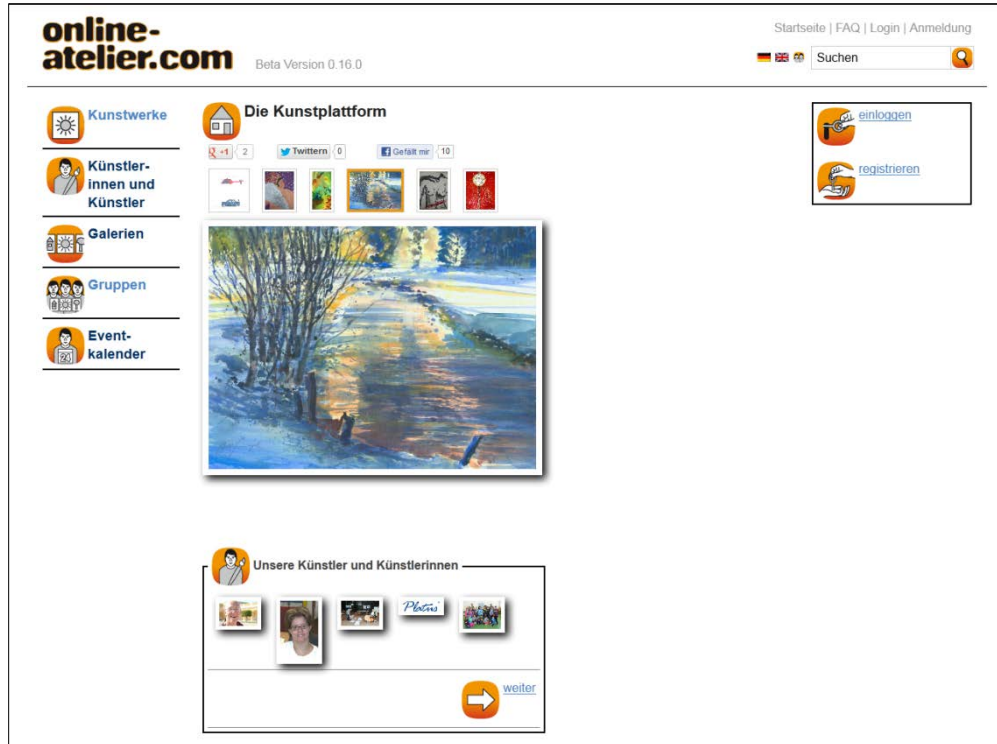 online-
atelier.com
Beta Version 0.16.0
Startseite | FAQ | Login | Anmeldung
Suchen
Kunstwerke
Künstler-
innen und
Künstler
Galerien
Gruppen
Event-
kalender
Die Kunstplattform
+1 2 Twittern 0 Gefällt mir 10
Unsere Künstler und Künstlerinnen
Platus
weiter
einloggen
registrieren